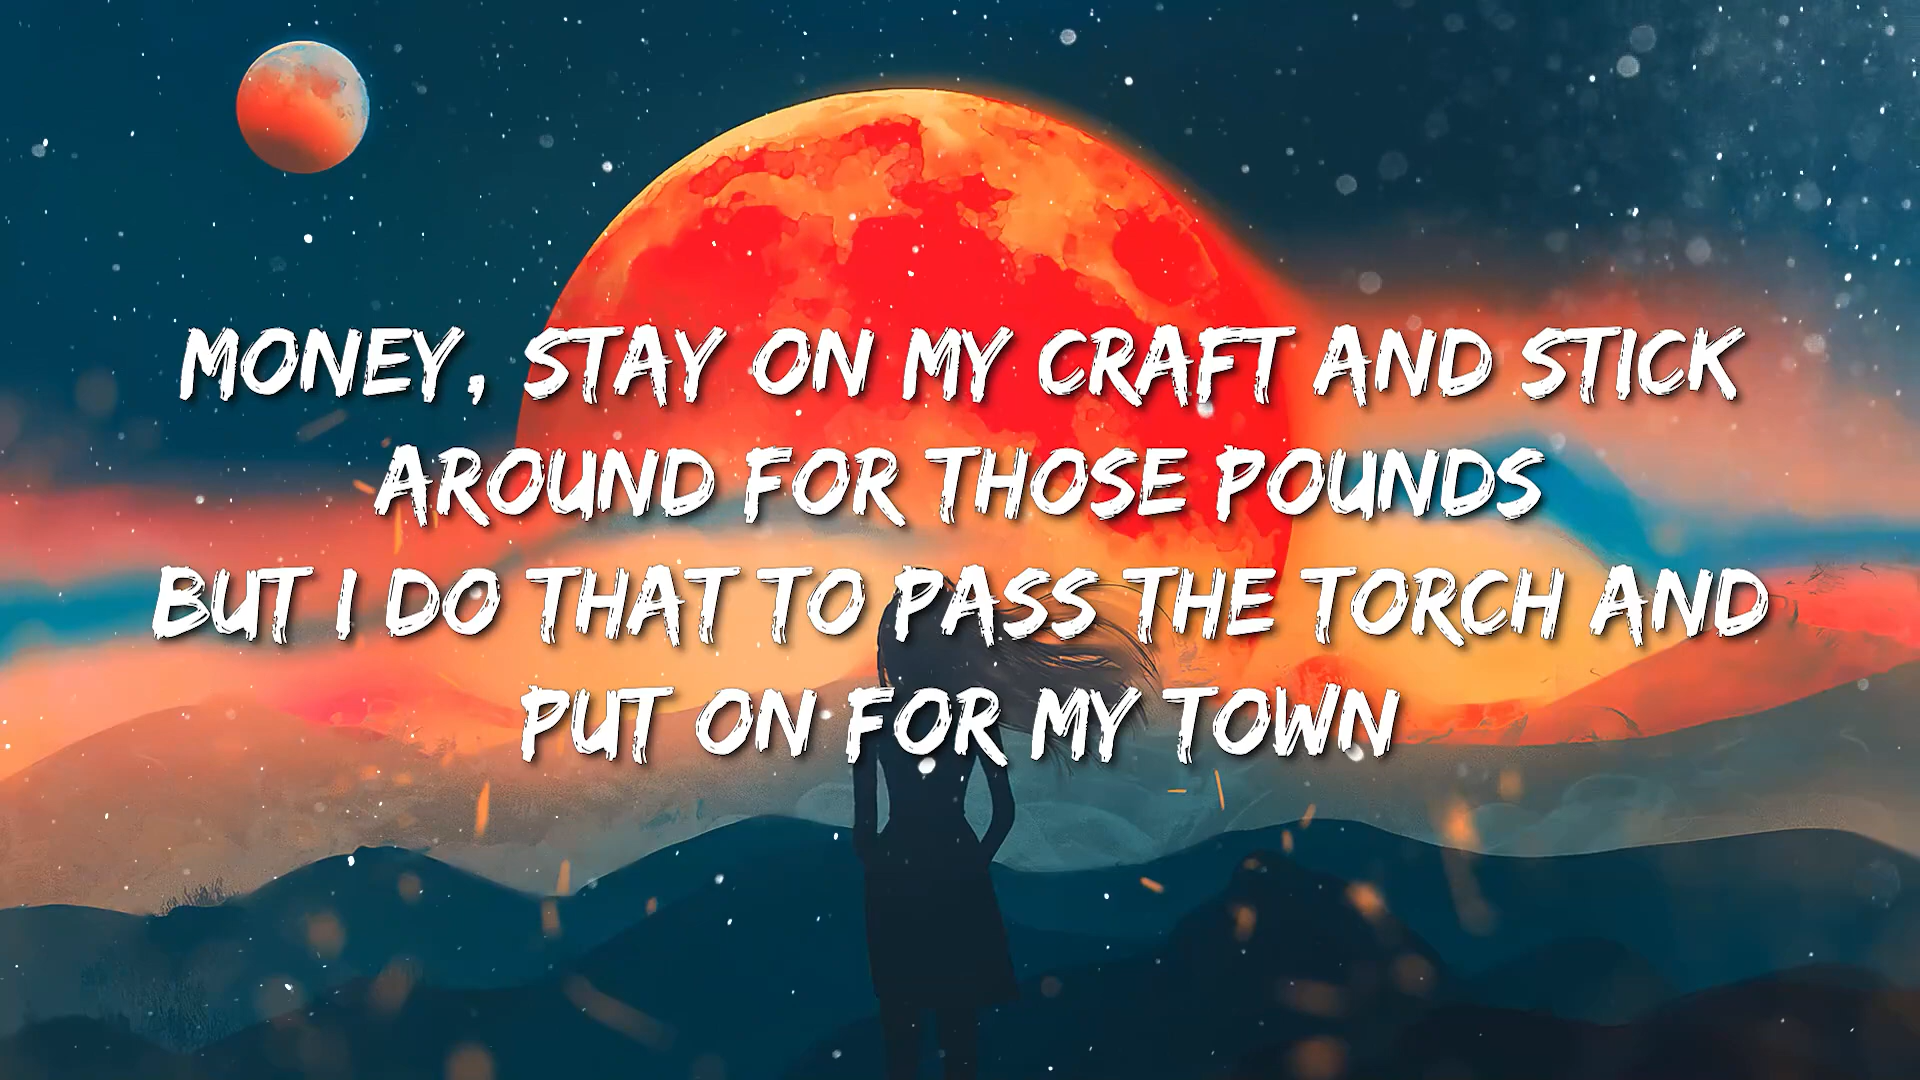 MONEY, STAY ON MY CRAFT AND STICK
AROUND FOR THOSE POUNDS
BUT I DO THAT TO PASS THE TORCH AND
PUT ON FOR MY TOWN